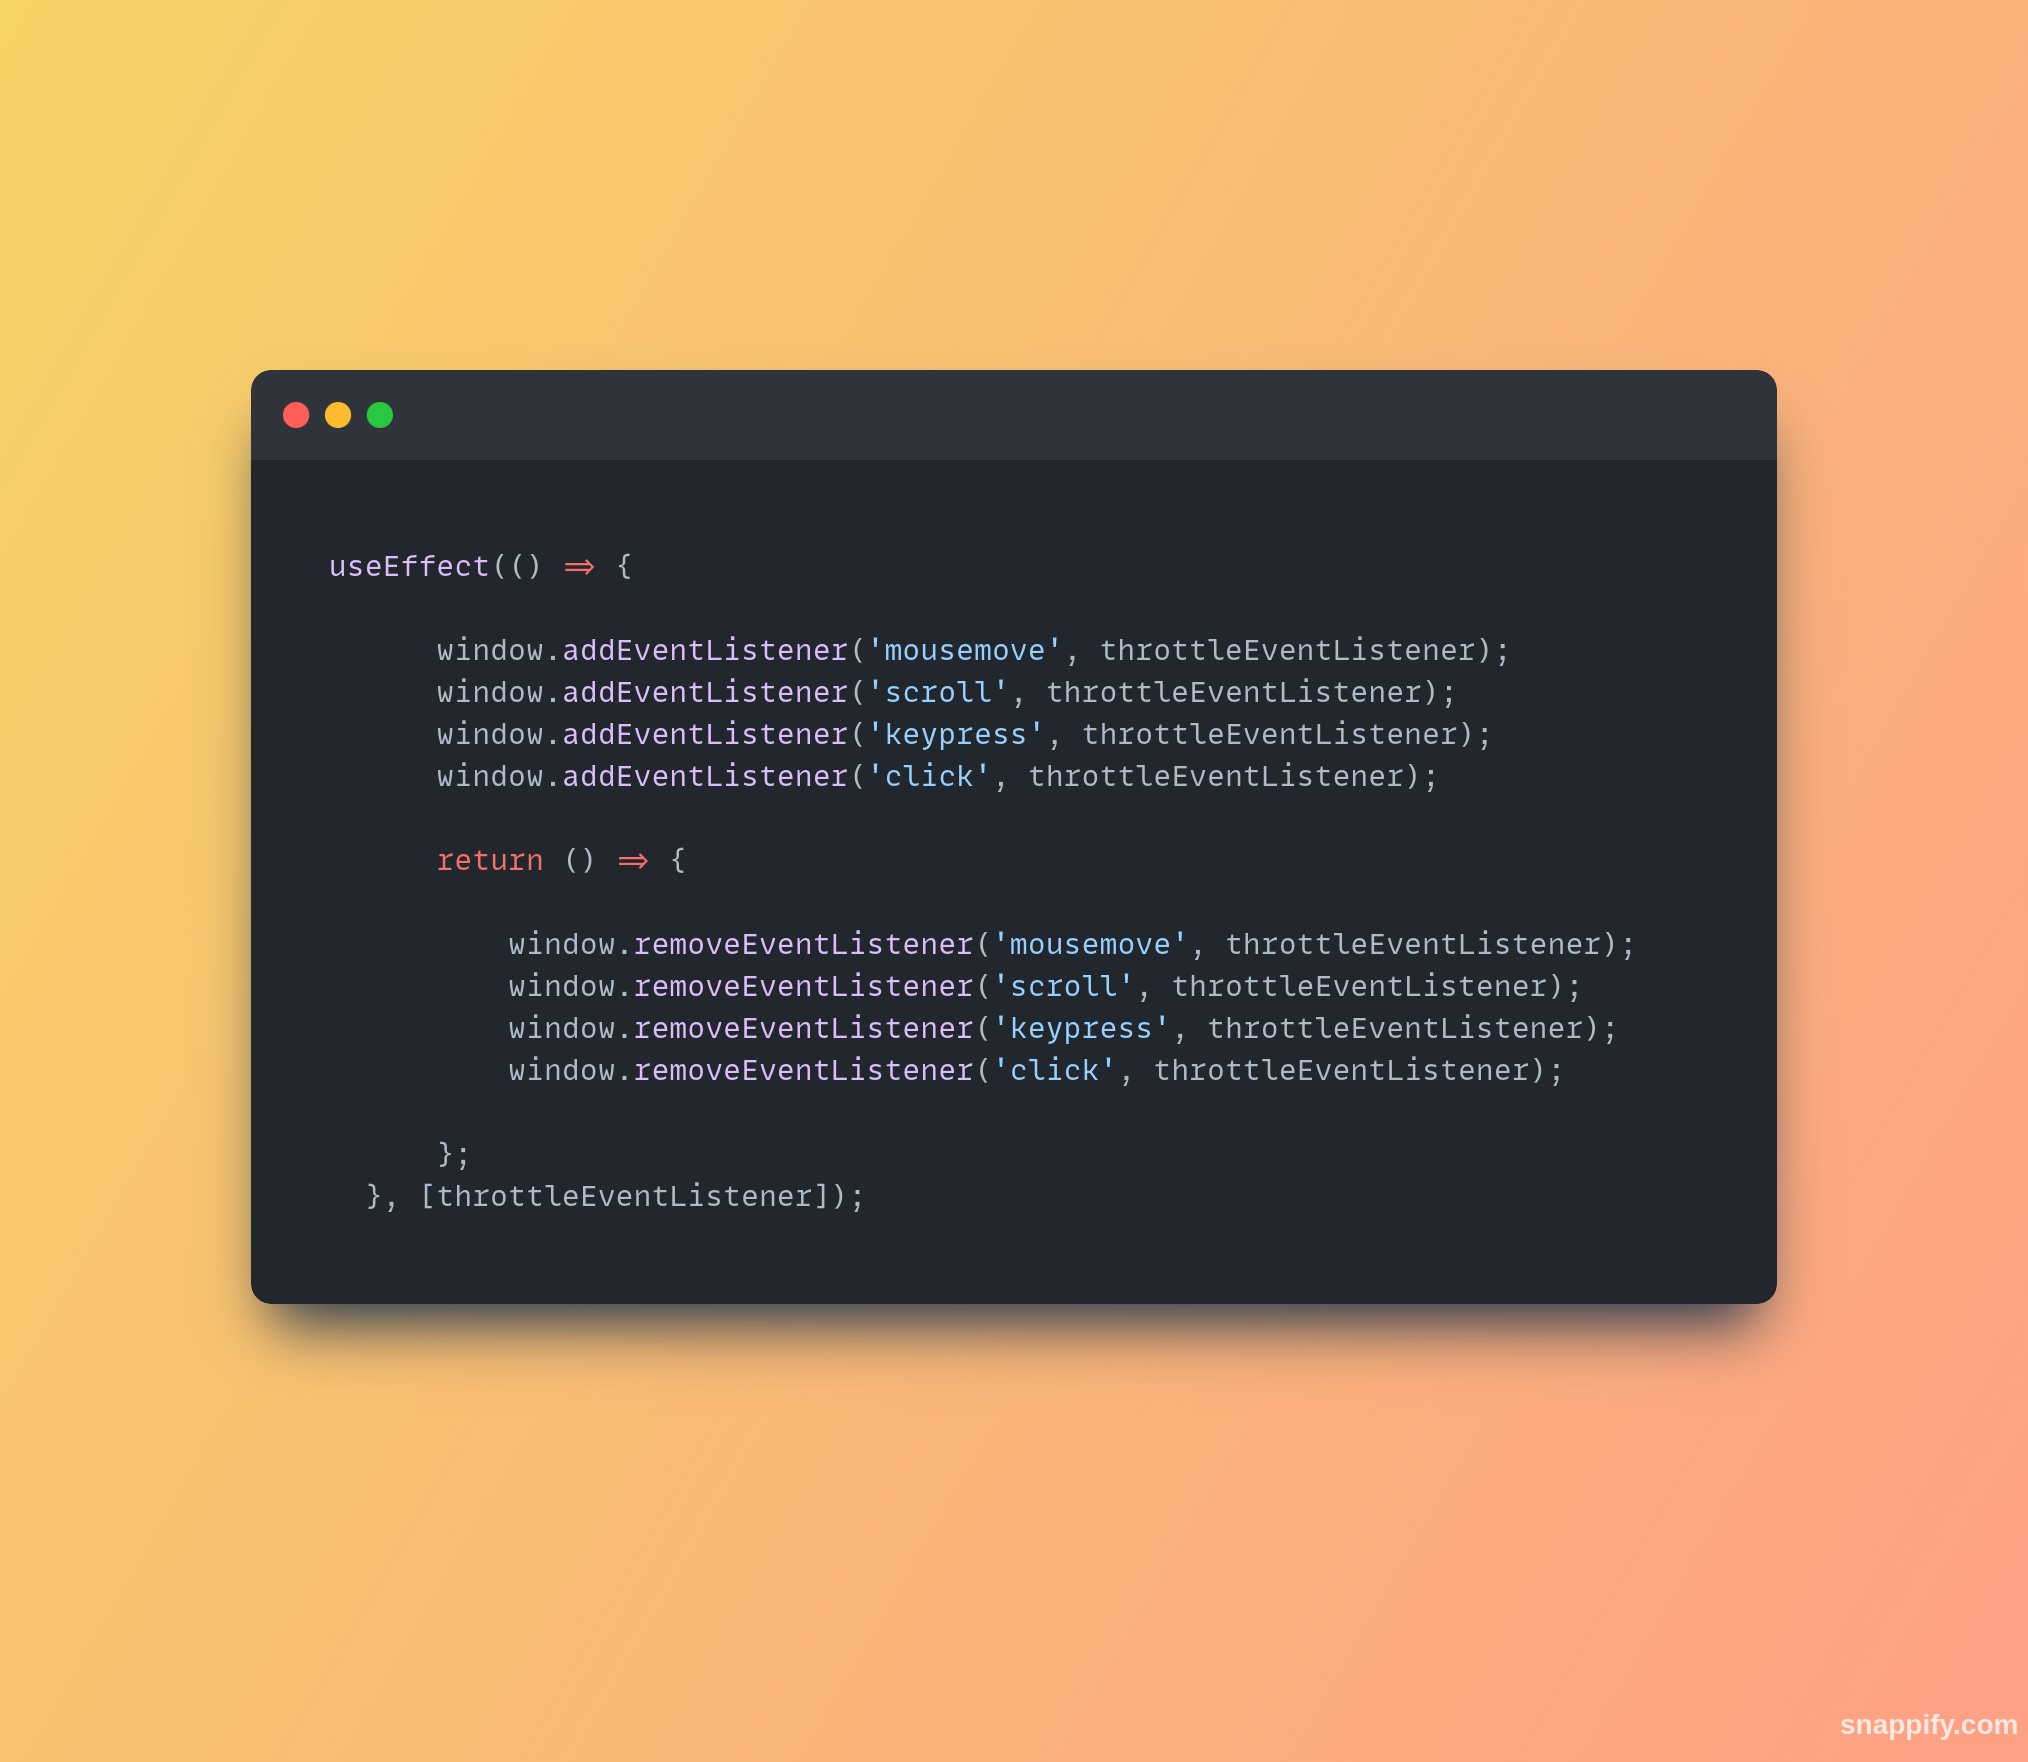 useEffect(() => {
window.addEventListener('mousemove', throttleEventListener);
window.addEventListener('scroll', throttleEventListener);
window.addEventListener('keypress', throttleEventListener);
window.addEventListener('click', throttleEventListener);
return () => {
window.removeEventListener('mousemove', throttleEventListener);
window.removeEventListener('scroll', throttleEventListener);
window.removeEventListener('keypress', throttleEventListener);
window.removeEventListener('click', throttleEventListener);
};
}, [throttleEventListener]);
snappify.com